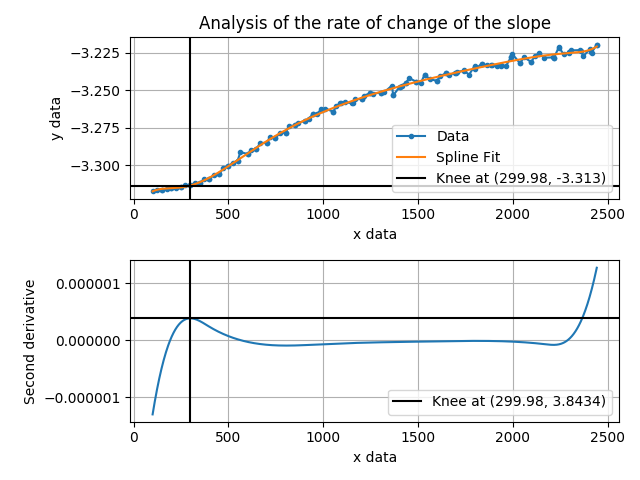 Analysis of the rate of change of the slope
y data
−3.225
−3.250
−3.275
−3.300
Data
Spline Fit
Knee at (299.98, -3.313)
0 500 1000 1500 2000 2500
x data
Second derivative
0.000001
0.000000
−0.000001
Knee at (299.98, 3.8434)
0 500 1000 1500 2000 2500
x data